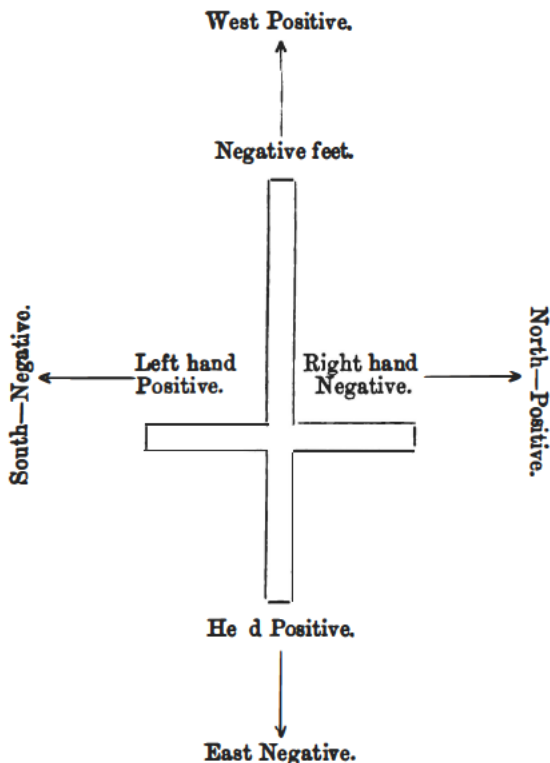 West Positive.
Negative feet.
South—Negative.
Left hand
Positive.
Right hand
Negative.
North—Positive.
He d Positive.
East Negative.